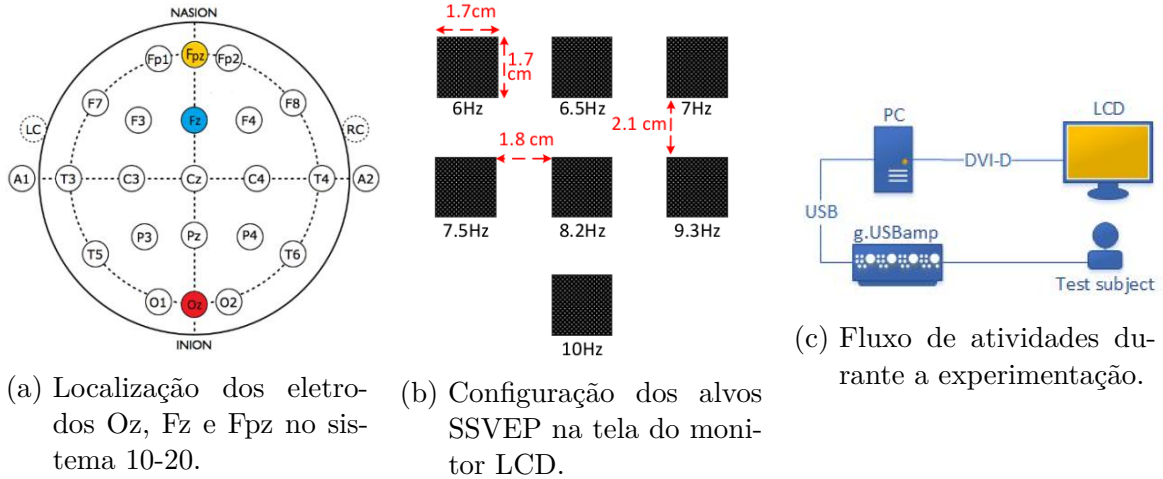 NASION
Fp1 Fpz Fp2
F7 F3 Fz F4 F8
LC RC
A1 T3 C3 Cz C4 T4 A2
P3 Pz P4
T5 T6
O1 Oz O2
INION
(a) Localização dos eletro-
dos Oz, Fz e Fpz no sis-
tema 10-20.
1.7cm
1.7
cm
6Hz 6.5Hz 7Hz
2.1 cm
1.8 cm
7.5Hz 8.2Hz 9.3Hz
10Hz
(b) Configuração dos alvos
SSVEP na tela do moni-
tor LCD.
PC LCD
DVI-D
USB
g.USBamp
Test subject
(c) Fluxo de atividades du-
rante a experimentação.